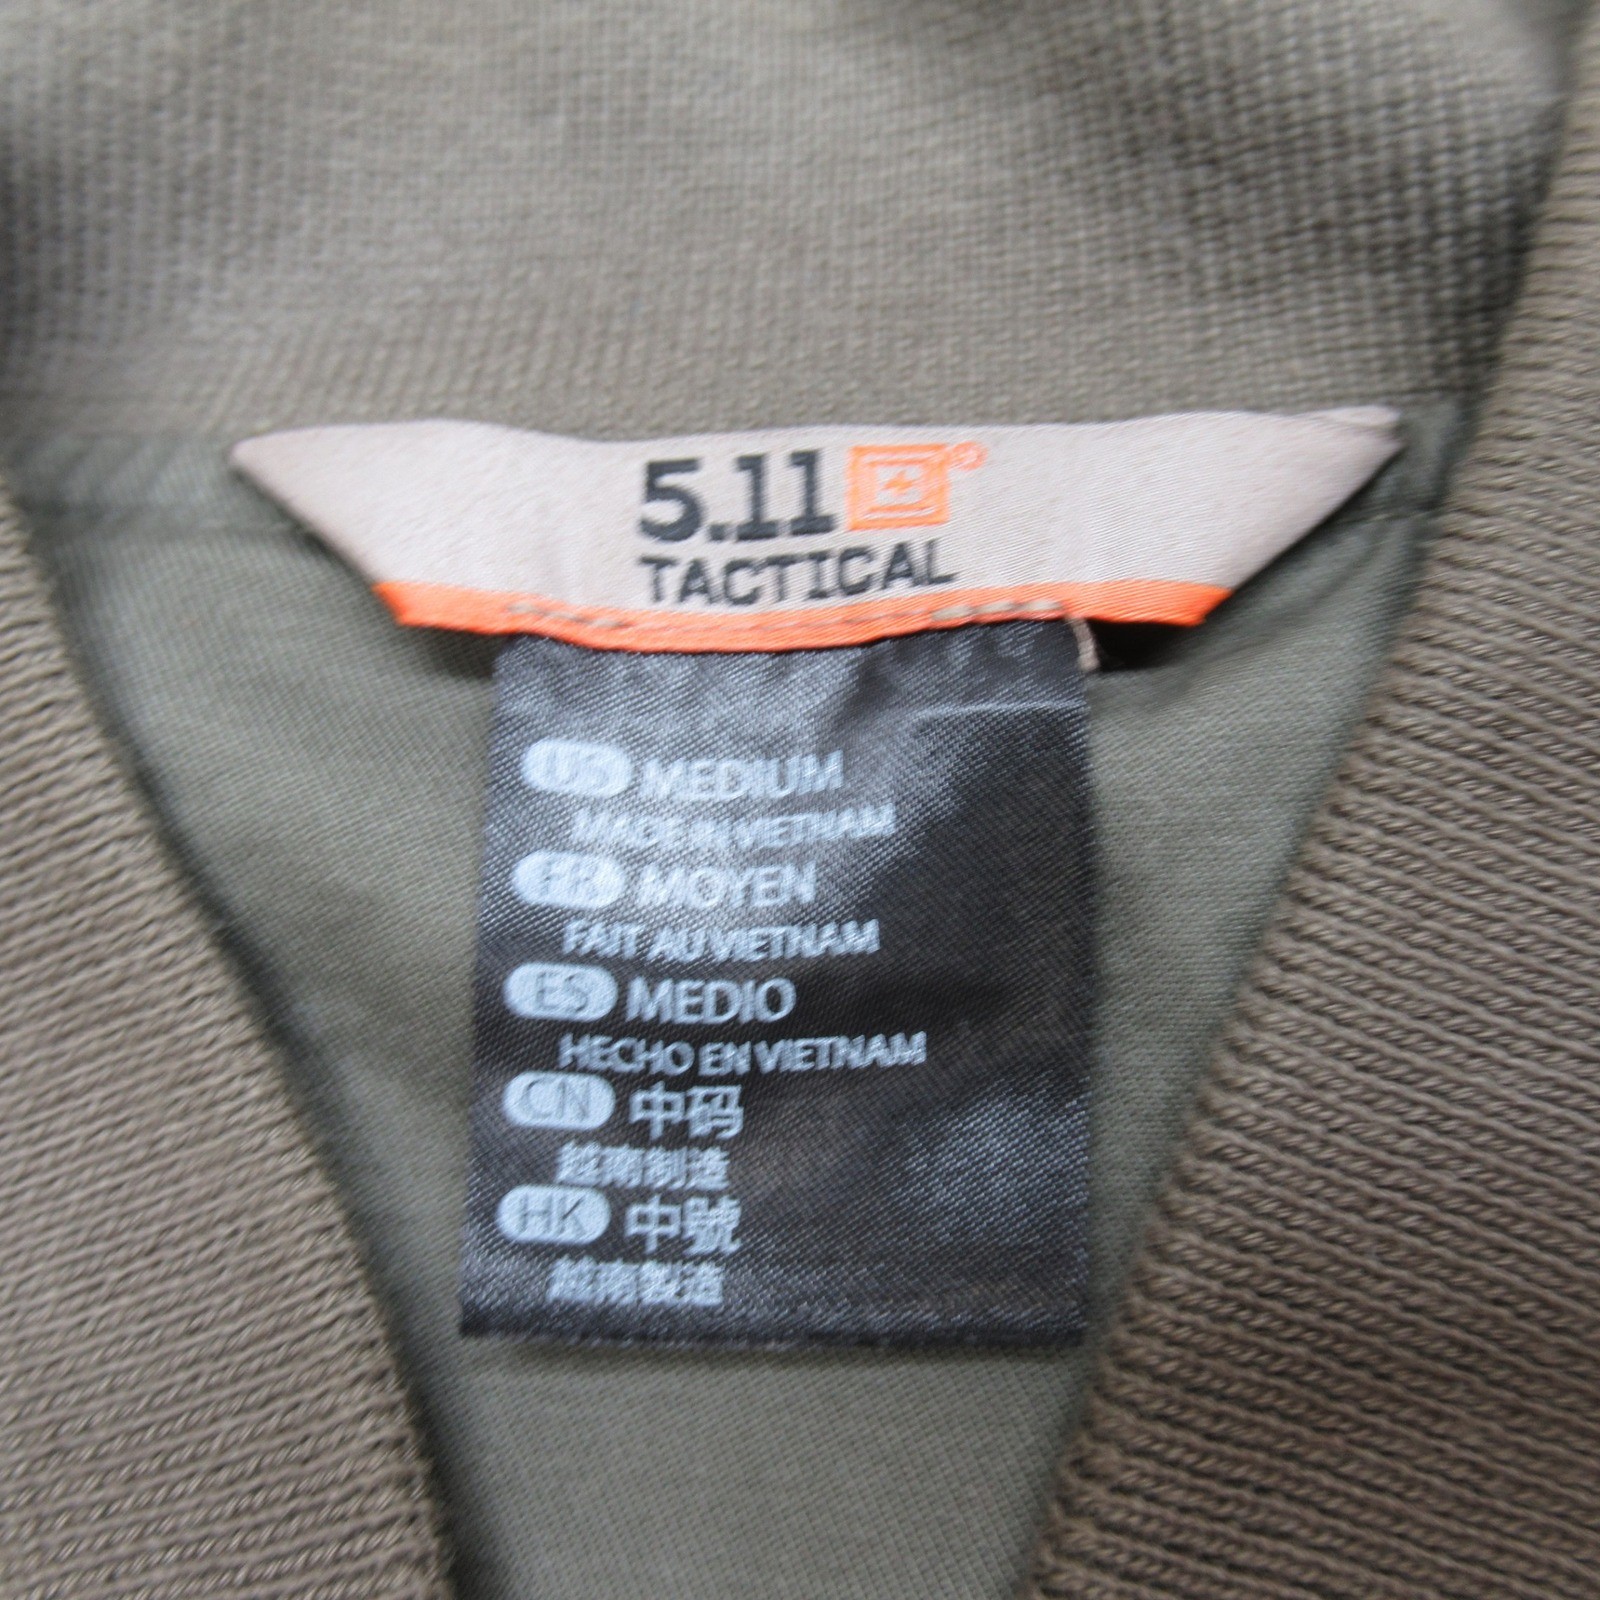 5.11®
TACTICAL
US MEDIUM
MADE IN VIETNAM
FR MOYEN
FAIT AU VIETNAM
ES MEDIO
HECHO EN VIETNAM
CN 中码
越南制造
HK 中號
越南製造